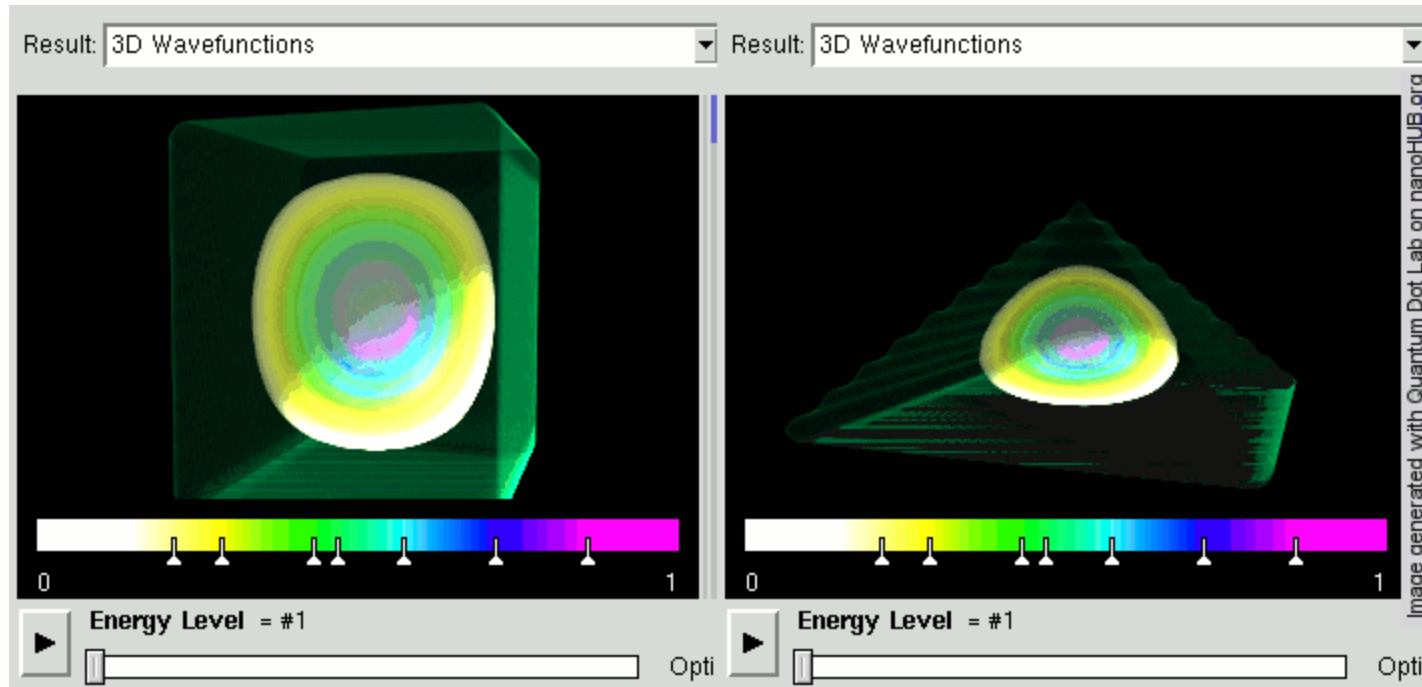 Result: 3D Wavefunctions
Result: 3D Wavefunctions
0 1
0 1
Energy Level = #1
Energy Level = #1
Opti
Opti
Image generated with Quantum Dot Lab on nanoHUB.org